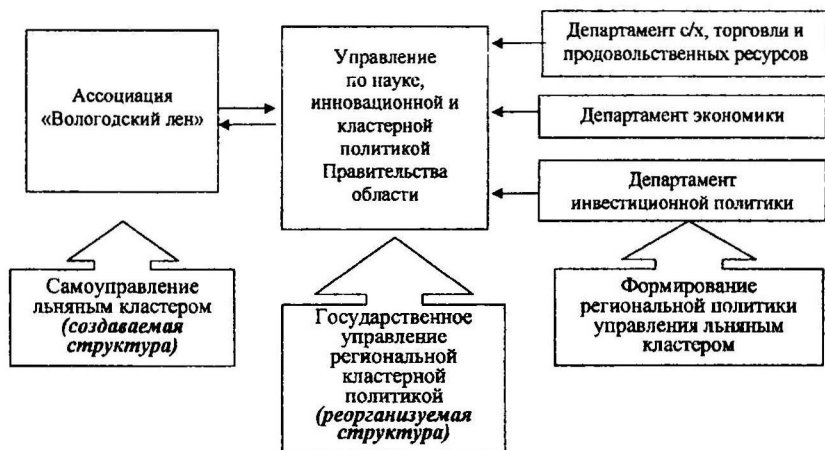 Ассоциация
«Вологодский лен»
Управление
по науке,
инновационной и
кластерной
политикой
Правительства
области
Департамент с/х, торговли и
продовольственных ресурсов
Департамент экономики
Департамент
инвестиционной политики
Самоуправление
льняным кластером
(создаваемая
структура)
Государственное
управление
региональной
кластерной
политикой
(реорганизуемая
структура)
Формирование
региональной политики
управления льняным
кластером